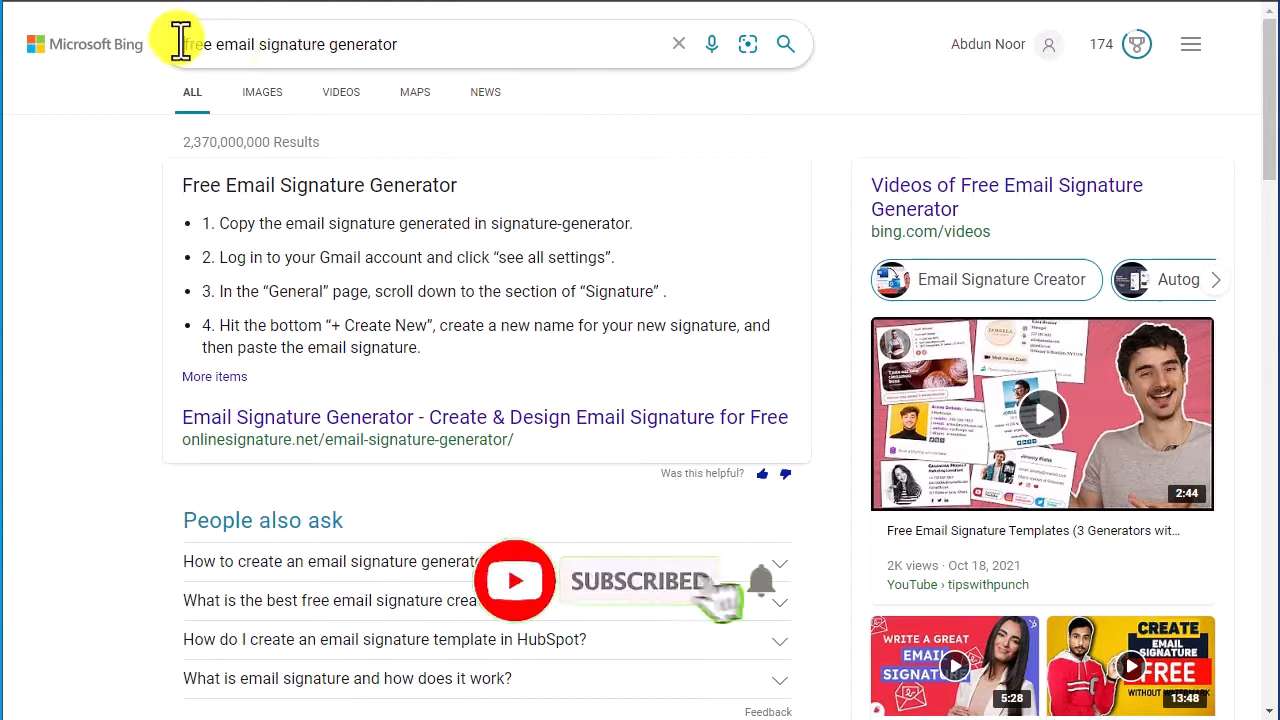 Microsoft Bing
free email signature generator
Abdun Noor
174
ALL
IMAGES
VIDEOS
MAPS
NEWS
2,370,000,000 Results
Free Email Signature Generator
1. Copy the email signature generated in signature-generator.
2. Log in to your Gmail account and click “see all settings”.
3. In the “General” page, scroll down to the section of “Signature” .
4. Hit the bottom “+ Create New”, create a new name for your new signature, and
then paste the email signature.
More items
Email Signature Generator - Create & Design Email Signature for Free
onlinesignature.net/email-signature-generator/
Was this helpful?
People also ask
How to create an email signature
What is the best free email signature
How do I create an email signature template in HubSpot?
What is email signature and how does it work?
Feedback
SUBSCRIBED
Videos of Free Email Signature
Generator
bing.com/videos
Email Signature Creator
Autog
2:44
Free Email Signature Templates (3 Generators wit...
2K views · Oct 18, 2021
YouTube › tipswithpunch
WRITE A GREAT
EMAIL
SIGNATURE
5:28
CREATE
EMAIL
SIGNATURE
FREE
WITHOUT WATERMARK
13:48